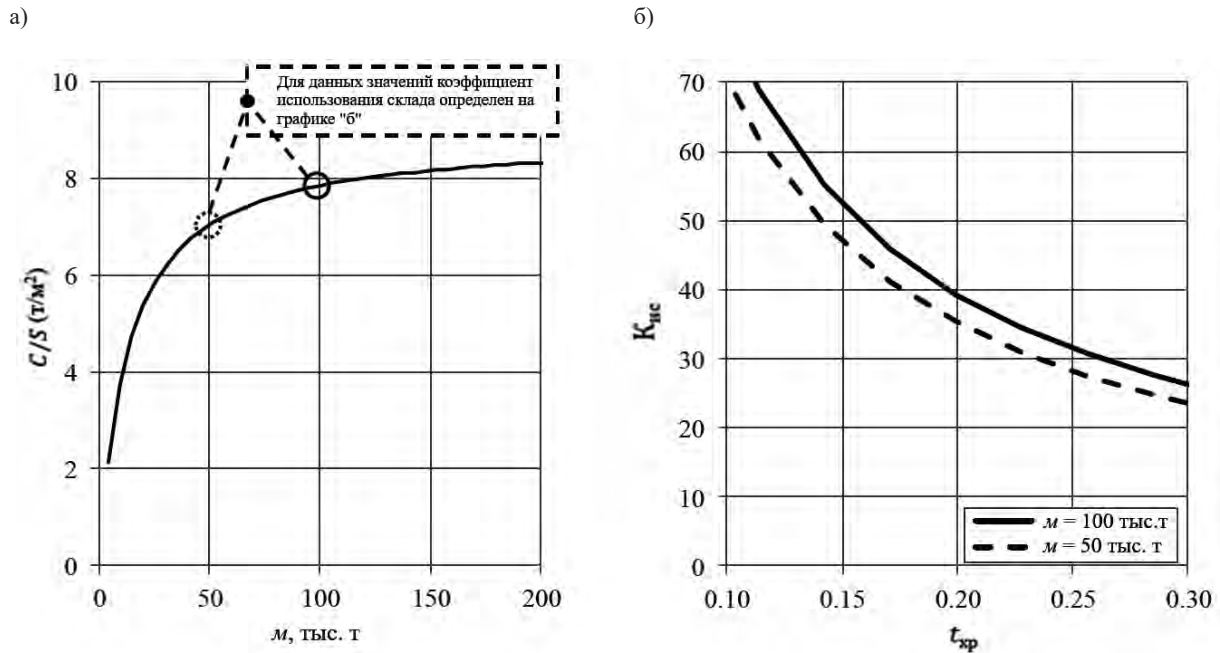 а)
б)
10
8
6
4
2
0
C/S (т/м²)
Для данных значений коэффициент
использования склада определен на
графике "б"
0 50 100 150 200
м, тыс. т
70
60
50
40
30
20
10
0
Kис
м = 100 тыс.т
м = 50 тыс. т
0.10 0.15 0.20 0.25 0.30
tхр